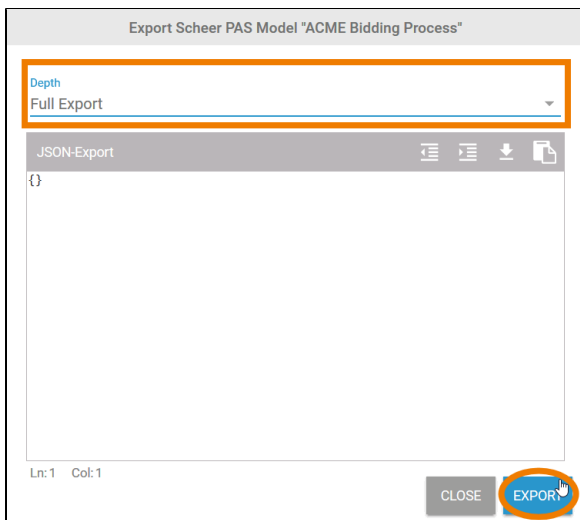 Export Scheer PAS Model "ACME Bidding Process"
Depth
Full Export
JSON-Export
{}
Ln:1 Col:1
CLOSE EXPORT